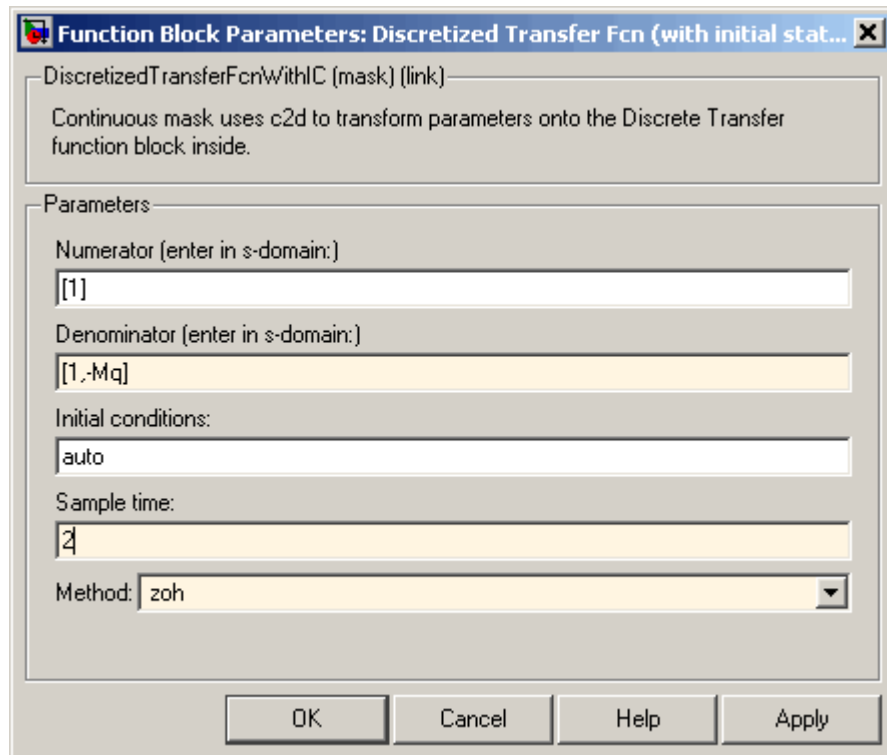 Function Block Parameters: Discretized Transfer Fcn (with initial stat...
DiscretizedTransferFcnWithIC (mask) (link)
Continuous mask uses c2d to transform parameters onto the Discrete Transfer
function block inside.
Parameters
Numerator (enter in s-domain:)
[1]
Denominator (enter in s-domain:)
[1,-Mq]
Initial conditions:
auto
Sample time:
2
Method: zoh
OK Cancel Help Apply